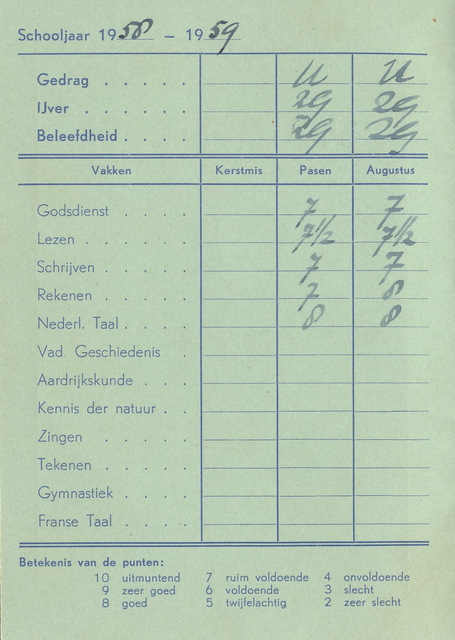 Schooljaar 1958 – 1959
Gedrag . . . . . U U
IJver . . . . . . zg zg
Beleefdheid . . . . zg zg
Vakken Kerstmis Pasen Augustus
Godsdienst . . . . 7 7
Lezen . . . . . . 7½ 7½
Schrijven . . . . . 7 7
Rekenen . . . . . 7 8
Nederl. Taal . . . . 8 8
Vad Geschiedenis .
Aardrijkskunde . . .
Kennis der natuur . .
Zingen . . . . .
Tekenen . . . . .
Gymnastiek . . . .
Franse Taal . . . .
Betekenis van de punten:
10 uitmuntend 7 ruim voldoende 4 onvoldoende
9 zeer goed 6 voldoende 3 slecht
8 goed 5 twijfelachtig 2 zeer slecht